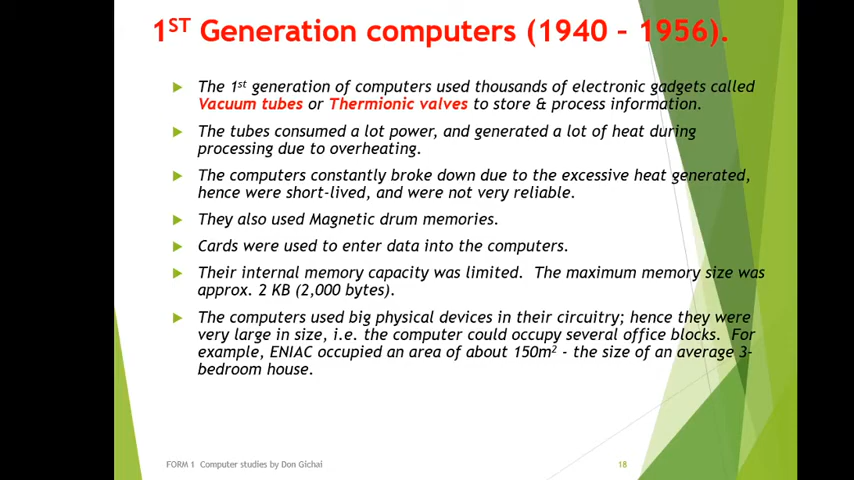 1ST Generation computers (1940 – 1956).
The 1st generation of computers used thousands of electronic gadgets called
Vacuum tubes or Thermionic valves to store & process information.
The tubes consumed a lot power, and generated a lot of heat during
processing due to overheating.
The computers constantly broke down due to the excessive heat generated,
hence were short-lived, and were not very reliable.
They also used Magnetic drum memories.
Cards were used to enter data into the computers.
Their internal memory capacity was limited.  The maximum memory size was
approx. 2 KB (2,000 bytes).
The computers used big physical devices in their circuitry; hence they were
very large in size, i.e. the computer could occupy several office blocks.  For
example, ENIAC occupied an area of about 150m2 - the size of an average 3-
bedroom house.
FORM 1  Computer studies by Don Gichai
18